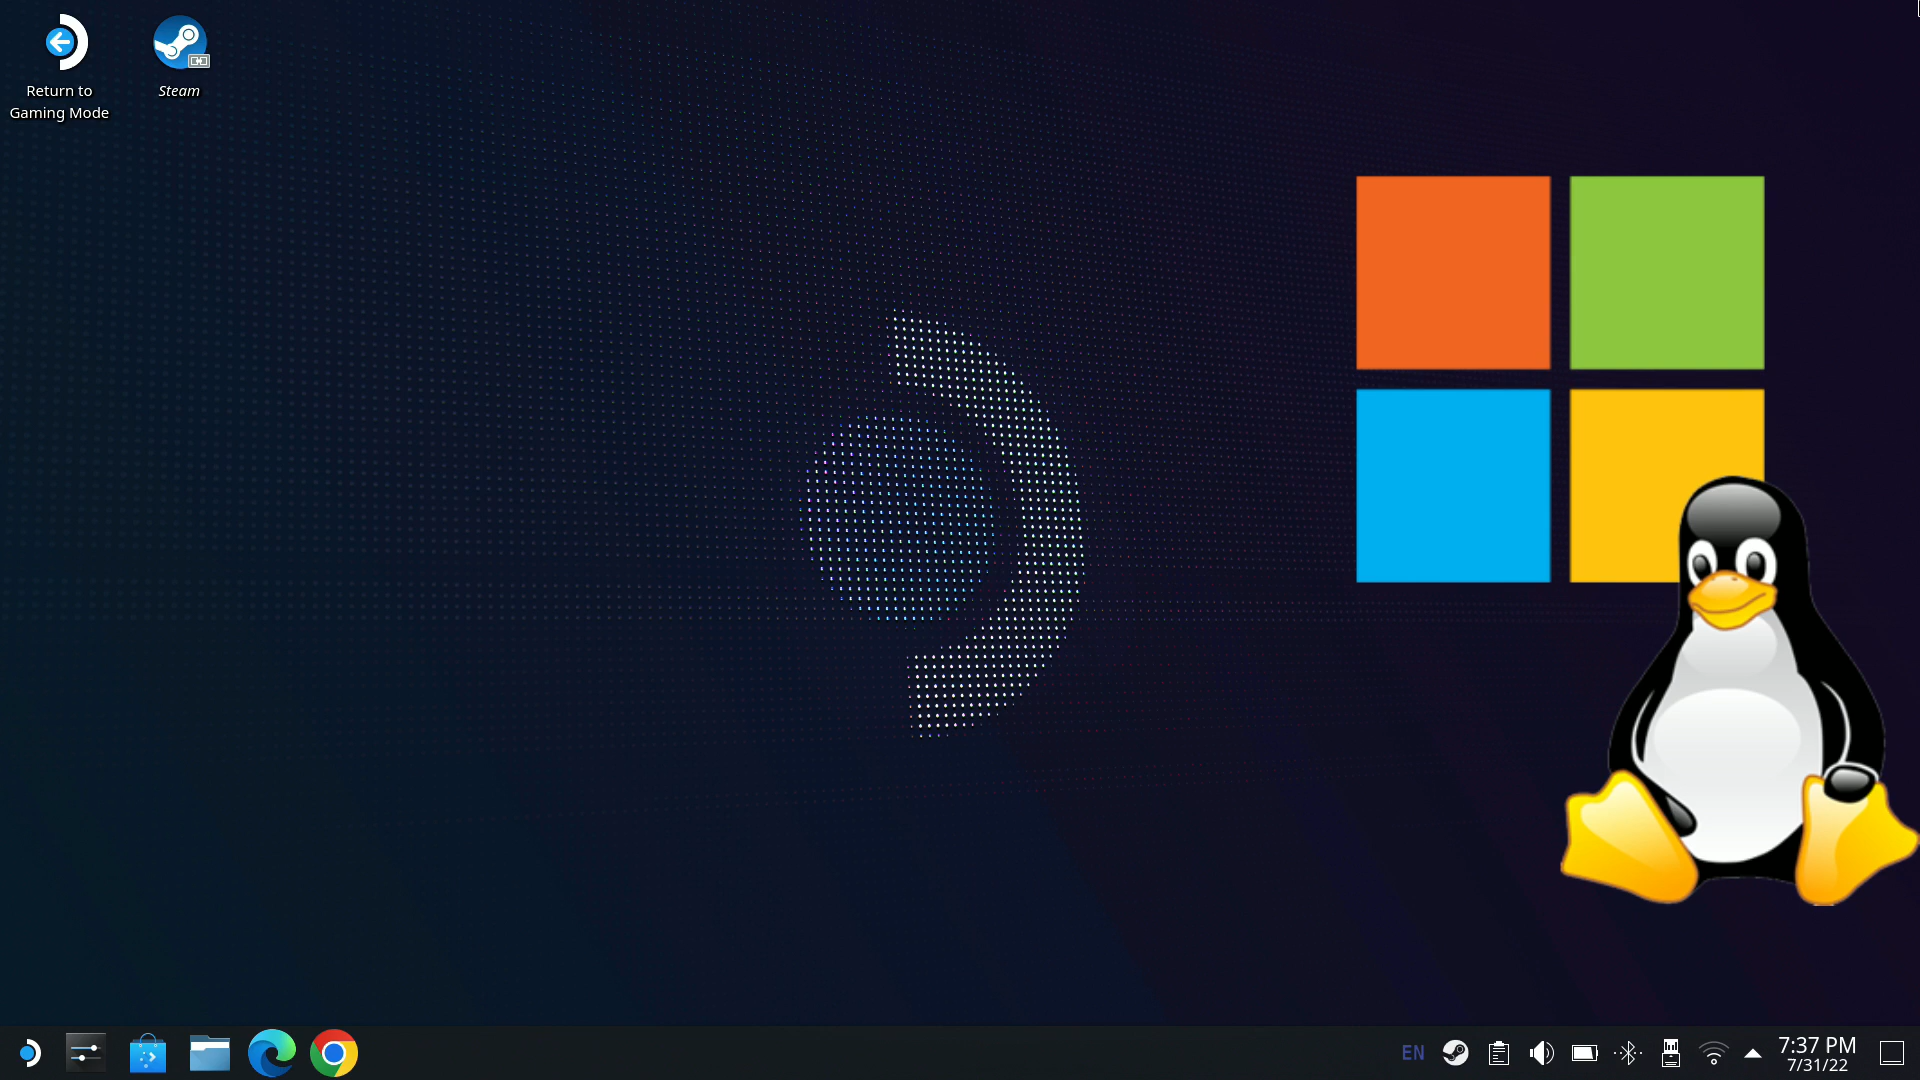 Return to
Gaming Mode
Steam
EN
7:37 PM
7/31/22